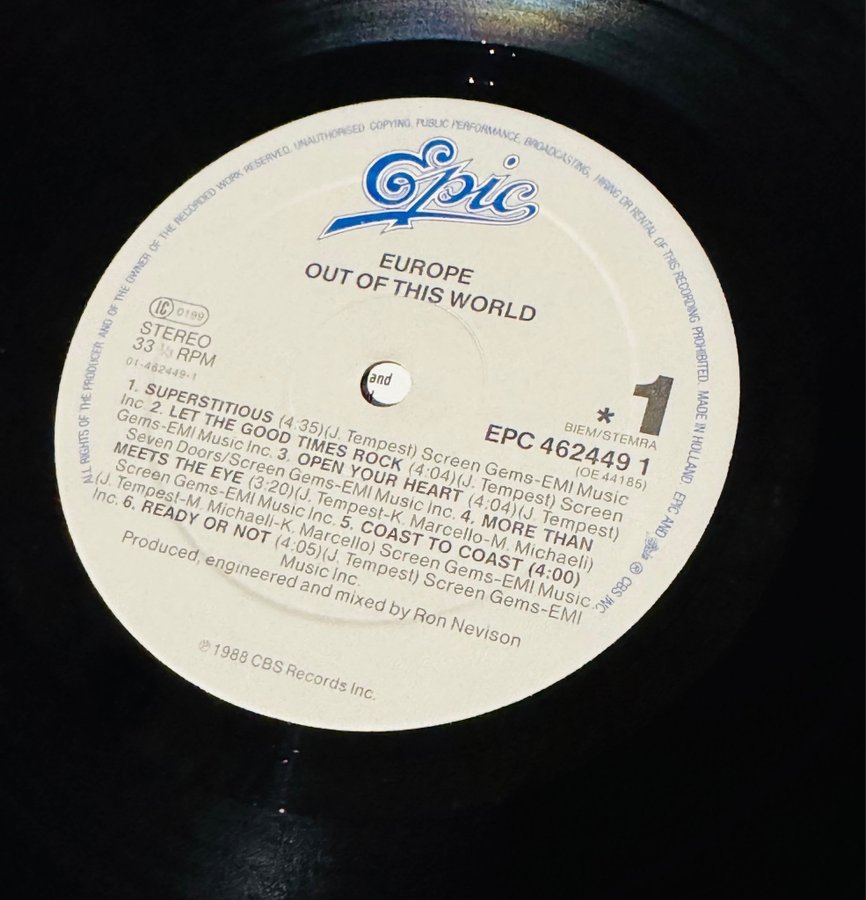 ALL RIGHTS OF THE PRODUCER AND OF THE OWNER OF THE RECORDED WORK RESERVED. UNAUTHORISED COPYING, PUBLIC PERFORMANCE, BROADCASTING, HIRING OR RENTAL OF THIS RECORDING PROHIBITED. MADE IN HOLLAND. EPIC AND ® CBS INC.
Epic
EUROPE
OUT OF THIS WORLD
LC 0199
STEREO
33 ⅓ RPM
01-462449-1
1
*
BIEM/STEMRA
EPC 462449 1
(OE 44185)
and
1. SUPERSTITIOUS (4:35)(J. Tempest) Screen Gems-EMI Music
Inc. 2. LET THE GOOD TIMES ROCK (4:04)(J. Tempest) Screen
Gems-EMI Music Inc. 3. OPEN YOUR HEART (4:04)(J. Tempest)
Seven Doors/Screen Gems-EMI Music Inc. 4. MORE THAN
MEETS THE EYE (3:20)(J. Tempest-K. Marcello-M. Michaeli)
Screen Gems-EMI Music Inc. 5. COAST TO COAST (4:00)
(J. Tempest-M. Michaeli-K. Marcello) Screen Gems-EMI Music
Inc. 6. READY OR NOT (4:05)(J. Tempest) Screen Gems-EMI
Music Inc.
Produced, engineered and mixed by Ron Nevison
℗ 1988 CBS Records Inc.